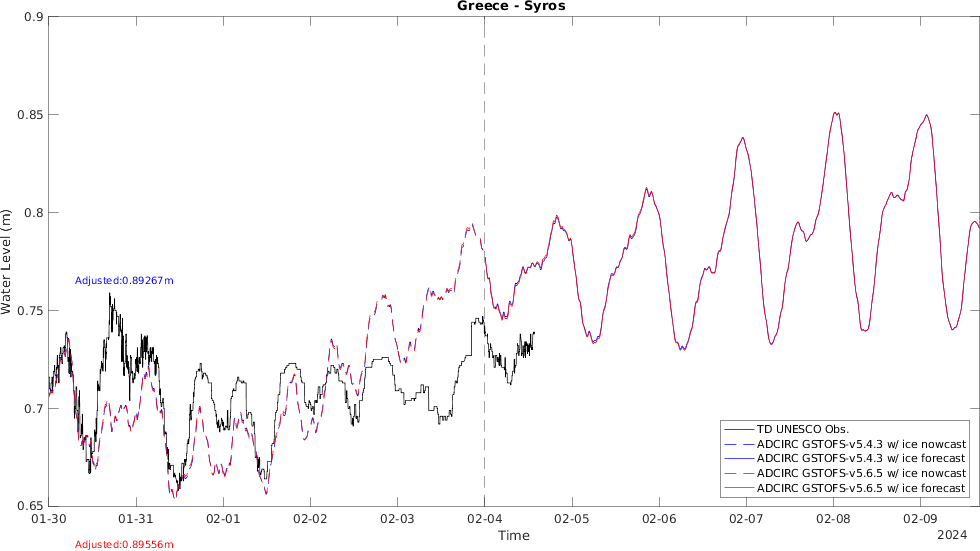 Greece - Syros
0.9
0.85
0.8
0.75
0.7
0.65
Water Level (m)
Adjusted:0.89267m
TD UNESCO Obs.
ADCIRC GSTOFS-v5.4.3 w/ ice nowcast
ADCIRC GSTOFS-v5.4.3 w/ ice forecast
ADCIRC GSTOFS-v5.6.5 w/ ice nowcast
ADCIRC GSTOFS-v5.6.5 w/ ice forecast
01-30 01-31 02-01 02-02 02-03 02-04 02-05 02-06 02-07 02-08 02-09
Time
2024
Adjusted:0.89556m